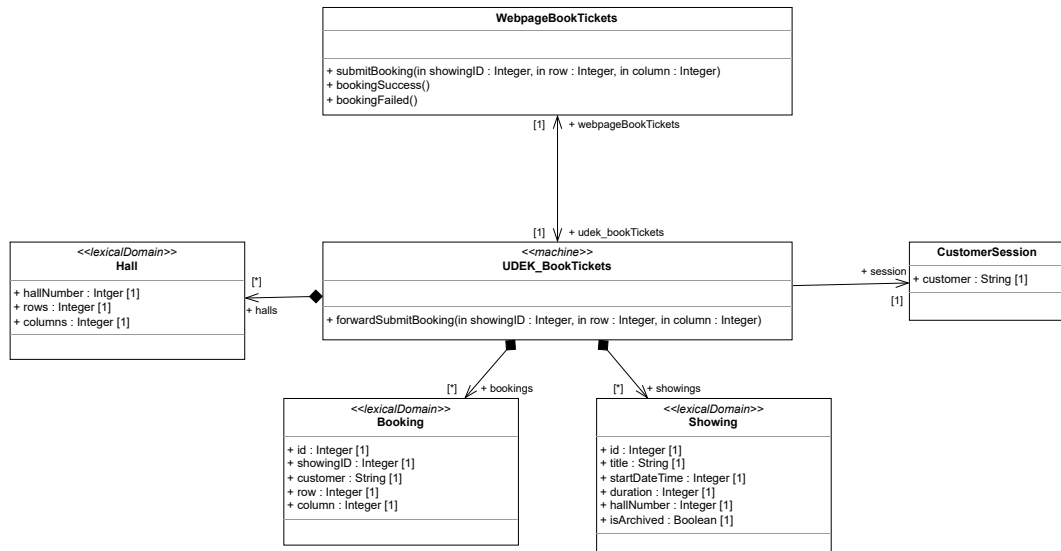 WebpageBookTickets
+ submitBooking(in showingID : Integer, in row : Integer, in column : Integer)
+ bookingSuccess()
+ bookingFailed()
[1] + webpageBookTickets
[1] + udek_bookTickets
<<lexicalDomain>>
Hall
+ hallNumber : Intger [1]
+ rows : Integer [1]
+ columns : Integer [1]
[*]
+ halls
<<machine>>
UDEK_BookTickets
+ forwardSubmitBooking(in showingID : Integer, in row : Integer, in column : Integer)
+ session
[1]
CustomerSession
+ customer : String [1]
[*] + bookings
[*] + showings
<<lexicalDomain>>
Booking
+ id : Integer [1]
+ showingID : Integer [1]
+ customer : String [1]
+ row : Integer [1]
+ column : Integer [1]
<<lexicalDomain>>
Showing
+ id : Integer [1]
+ title : String [1]
+ startDateTime : Integer [1]
+ duration : Integer [1]
+ hallNumber : Integer [1]
+ isArchived : Boolean [1]